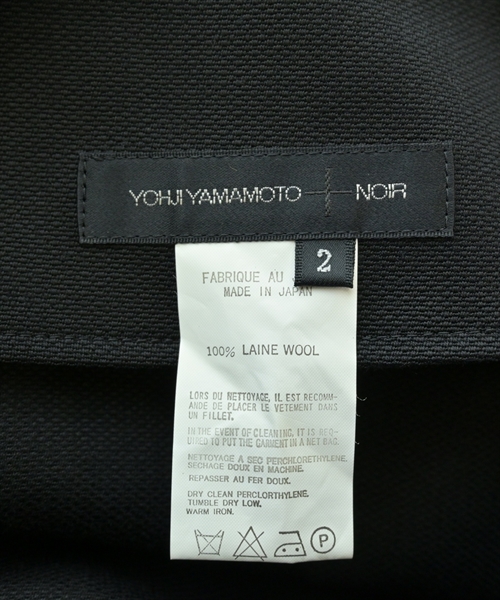 YOHJI YAMAMOTO NOIR
2
FABRIQUE AU
MADE IN JAPAN
100% LAINE WOOL
LORS DU NETTOYAGE, IL EST RECOMM-
ANDE DE PLACER LE VETEMENT DANS
UN FILLET.
IN THE EVENT OF CLEANING, IT IS REQ-
UIRED TO PUT THE GARMENT IN A NET BAG.
NETTOYAGE A SEC PERCHLORETHYLENE.
SECHAGE DOUX EN MACHINE.
REPASSER AU FER DOUX.
DRY CLEAN PERCLORTHYLENE.
TUMBLE DRY LOW.
WARM IRON.
P